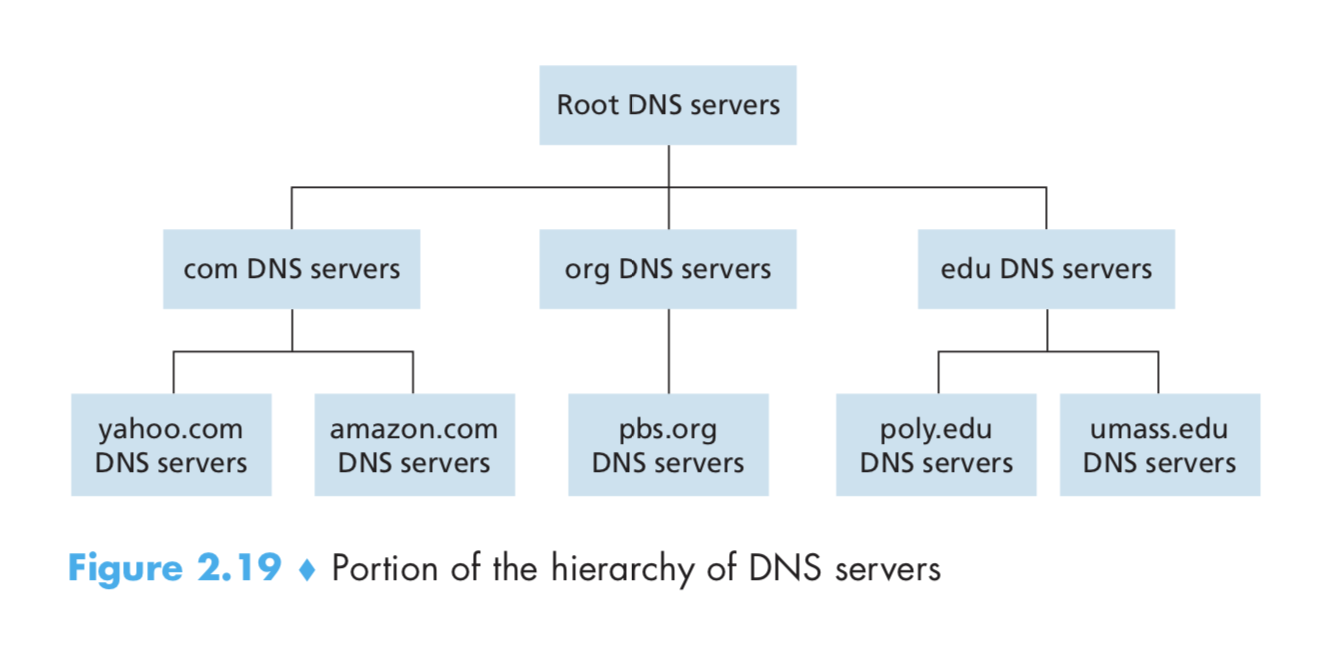 Root DNS servers
com DNS servers
org DNS servers
edu DNS servers
yahoo.com
DNS servers
amazon.com
DNS servers
pbs.org
DNS servers
poly.edu
DNS servers
umass.edu
DNS servers
Figure 2.19 ♦ Portion of the hierarchy of DNS servers